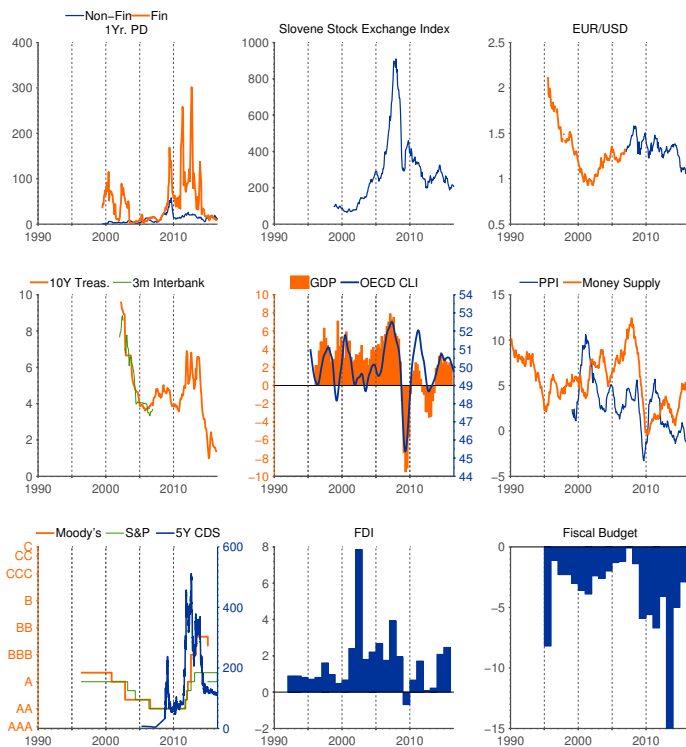 Non−Fin Fin
1Yr. PD
400
300
200
100
0
1990 2000 2010
Slovene Stock Exchange Index
1000
800
600
400
200
0
1990 2000 2010
EUR/USD
2.5
2
1.5
1
0.5
1990 2000 2010
10Y Treas. 3m Interbank
10
8
6
4
2
0
1990 2000 2010
GDP OECD CLI
10 54
8 53
6 52
4 51
2 50
0 49
−2 48
−4 47
−6 46
−8 45
−10 44
1990 2000 2010
PPI Money Supply
15
10
5
0
−5
1990 2000 2010
Moody's S&P 5Y CDS
C 600
CC
CCC
B 400
BB
BBB 200
A
AA
AAA 0
1990 2000 2010
FDI
8
6
4
2
0
−2
1990 2000 2010
Fiscal Budget
0
−5
−10
−15
1990 2000 2010